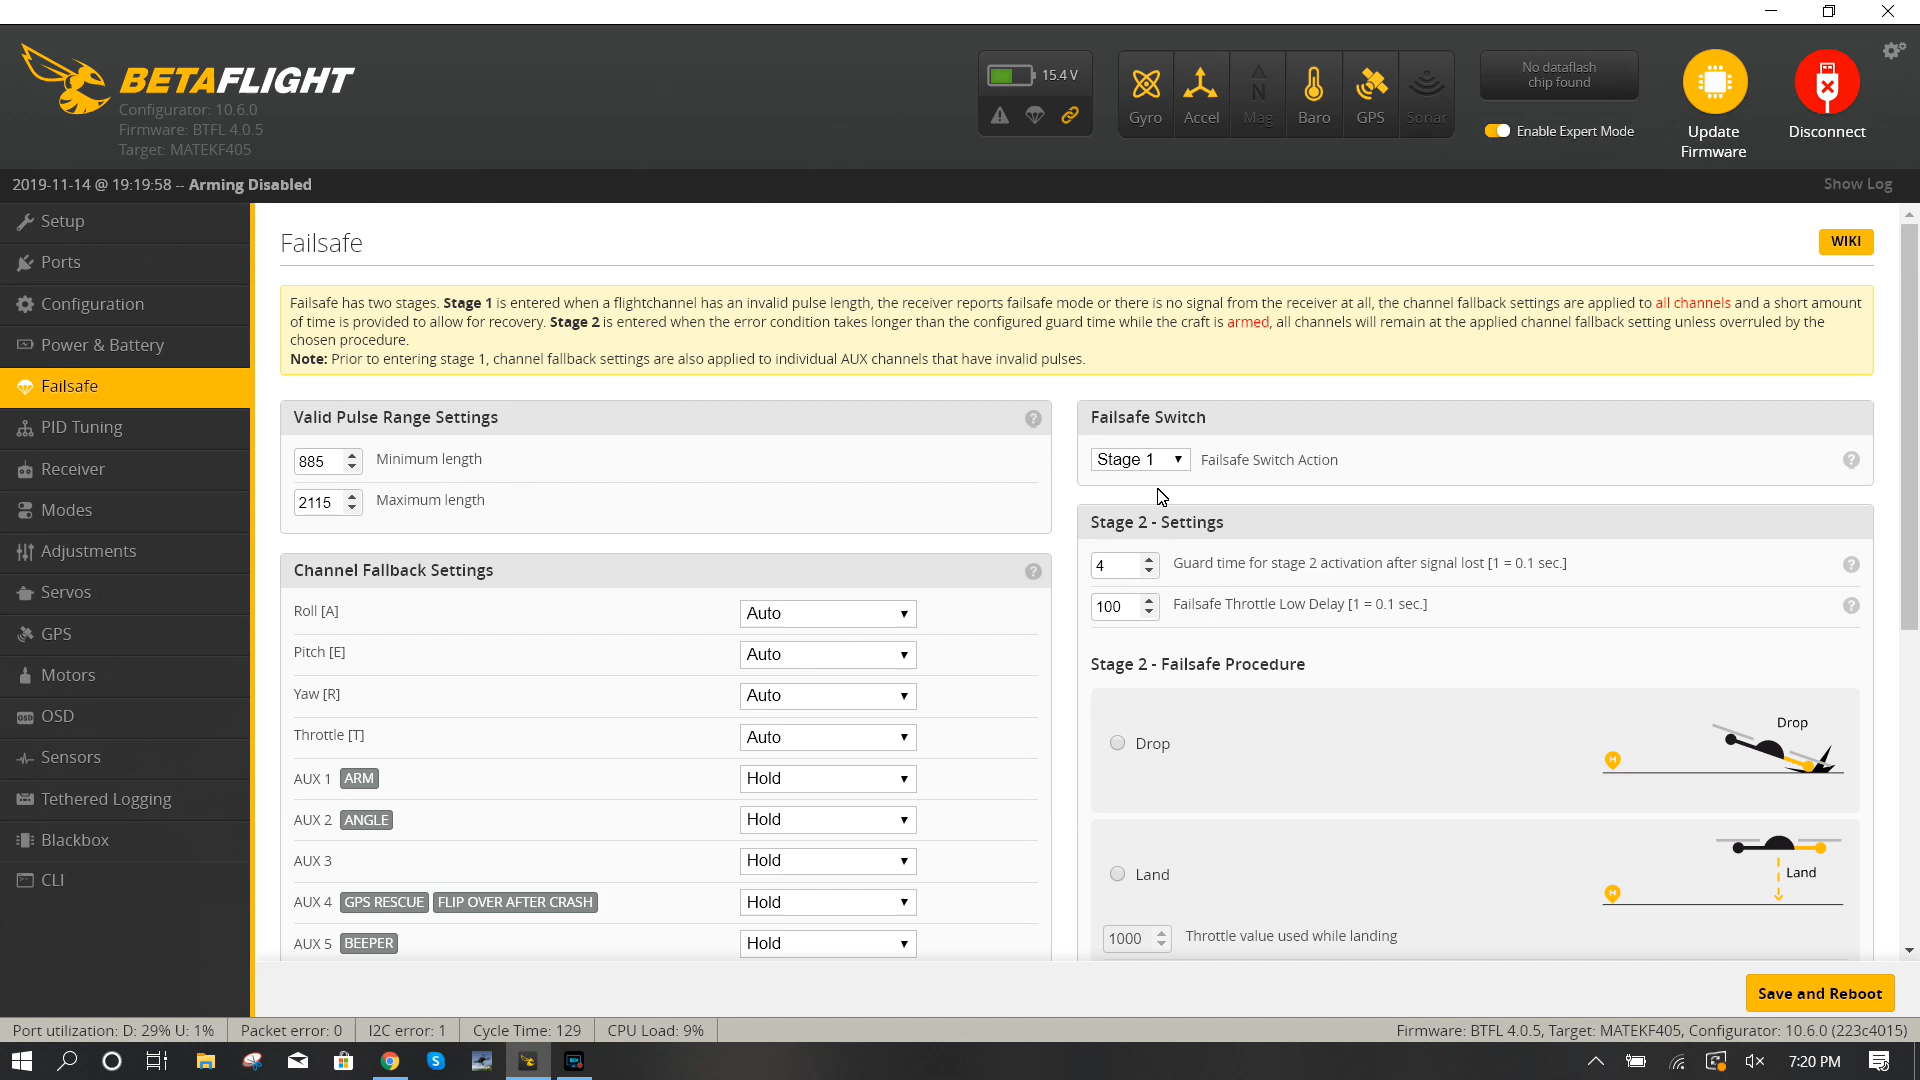 BETAFLIGHT
Configurator: 10.6.0
Firmware: BTFL 4.0.5
Target: MATEKF405
15.4 V
Gyro
Accel
N
Mag
Baro
GPS
Sonar
No dataflash
chip found
Enable Expert Mode
Update
Firmware
Disconnect
2019-11-14 @ 19:19:58 -- Arming Disabled
Show Log
Setup
Ports
Configuration
Power & Battery
Failsafe
PID Tuning
Receiver
Modes
Adjustments
Servos
GPS
Motors
OSD
OSD
Sensors
Tethered Logging
Blackbox
CLI
Failsafe
WIKI
Failsafe has two stages. Stage 1 is entered when a flightchannel has an invalid pulse length, the receiver reports failsafe mode or there is no signal from the receiver at all, the channel fallback settings are applied to all channels and a short amount
of time is provided to allow for recovery. Stage 2 is entered when the error condition takes longer than the configured guard time while the craft is armed, all channels will remain at the applied channel fallback setting unless overruled by the
chosen procedure.
Note: Prior to entering stage 1, channel fallback settings are also applied to individual AUX channels that have invalid pulses.
Valid Pulse Range Settings
?
885 Minimum length
2115 Maximum length
Channel Fallback Settings
?
Roll [A] Auto
Pitch [E] Auto
Yaw [R] Auto
Throttle [T] Auto
AUX 1 ARM Hold
AUX 2 ANGLE Hold
AUX 3 Hold
AUX 4 GPS RESCUE FLIP OVER AFTER CRASH Hold
AUX 5 BEEPER Hold
Failsafe Switch
Stage 1 Failsafe Switch Action ?
Stage 2 - Settings
4 Guard time for stage 2 activation after signal lost [1 = 0.1 sec.] ?
100 Failsafe Throttle Low Delay [1 = 0.1 sec.] ?
Stage 2 - Failsafe Procedure
Drop
Drop
H
Land
Land
H
1000 Throttle value used while landing
Save and Reboot
Port utilization: D: 29% U: 1% Packet error: 0 I2C error: 1 Cycle Time: 129 CPU Load: 9% Firmware: BTFL 4.0.5, Target: MATEKF405, Configurator: 10.6.0 (223c4015)
7:20 PM